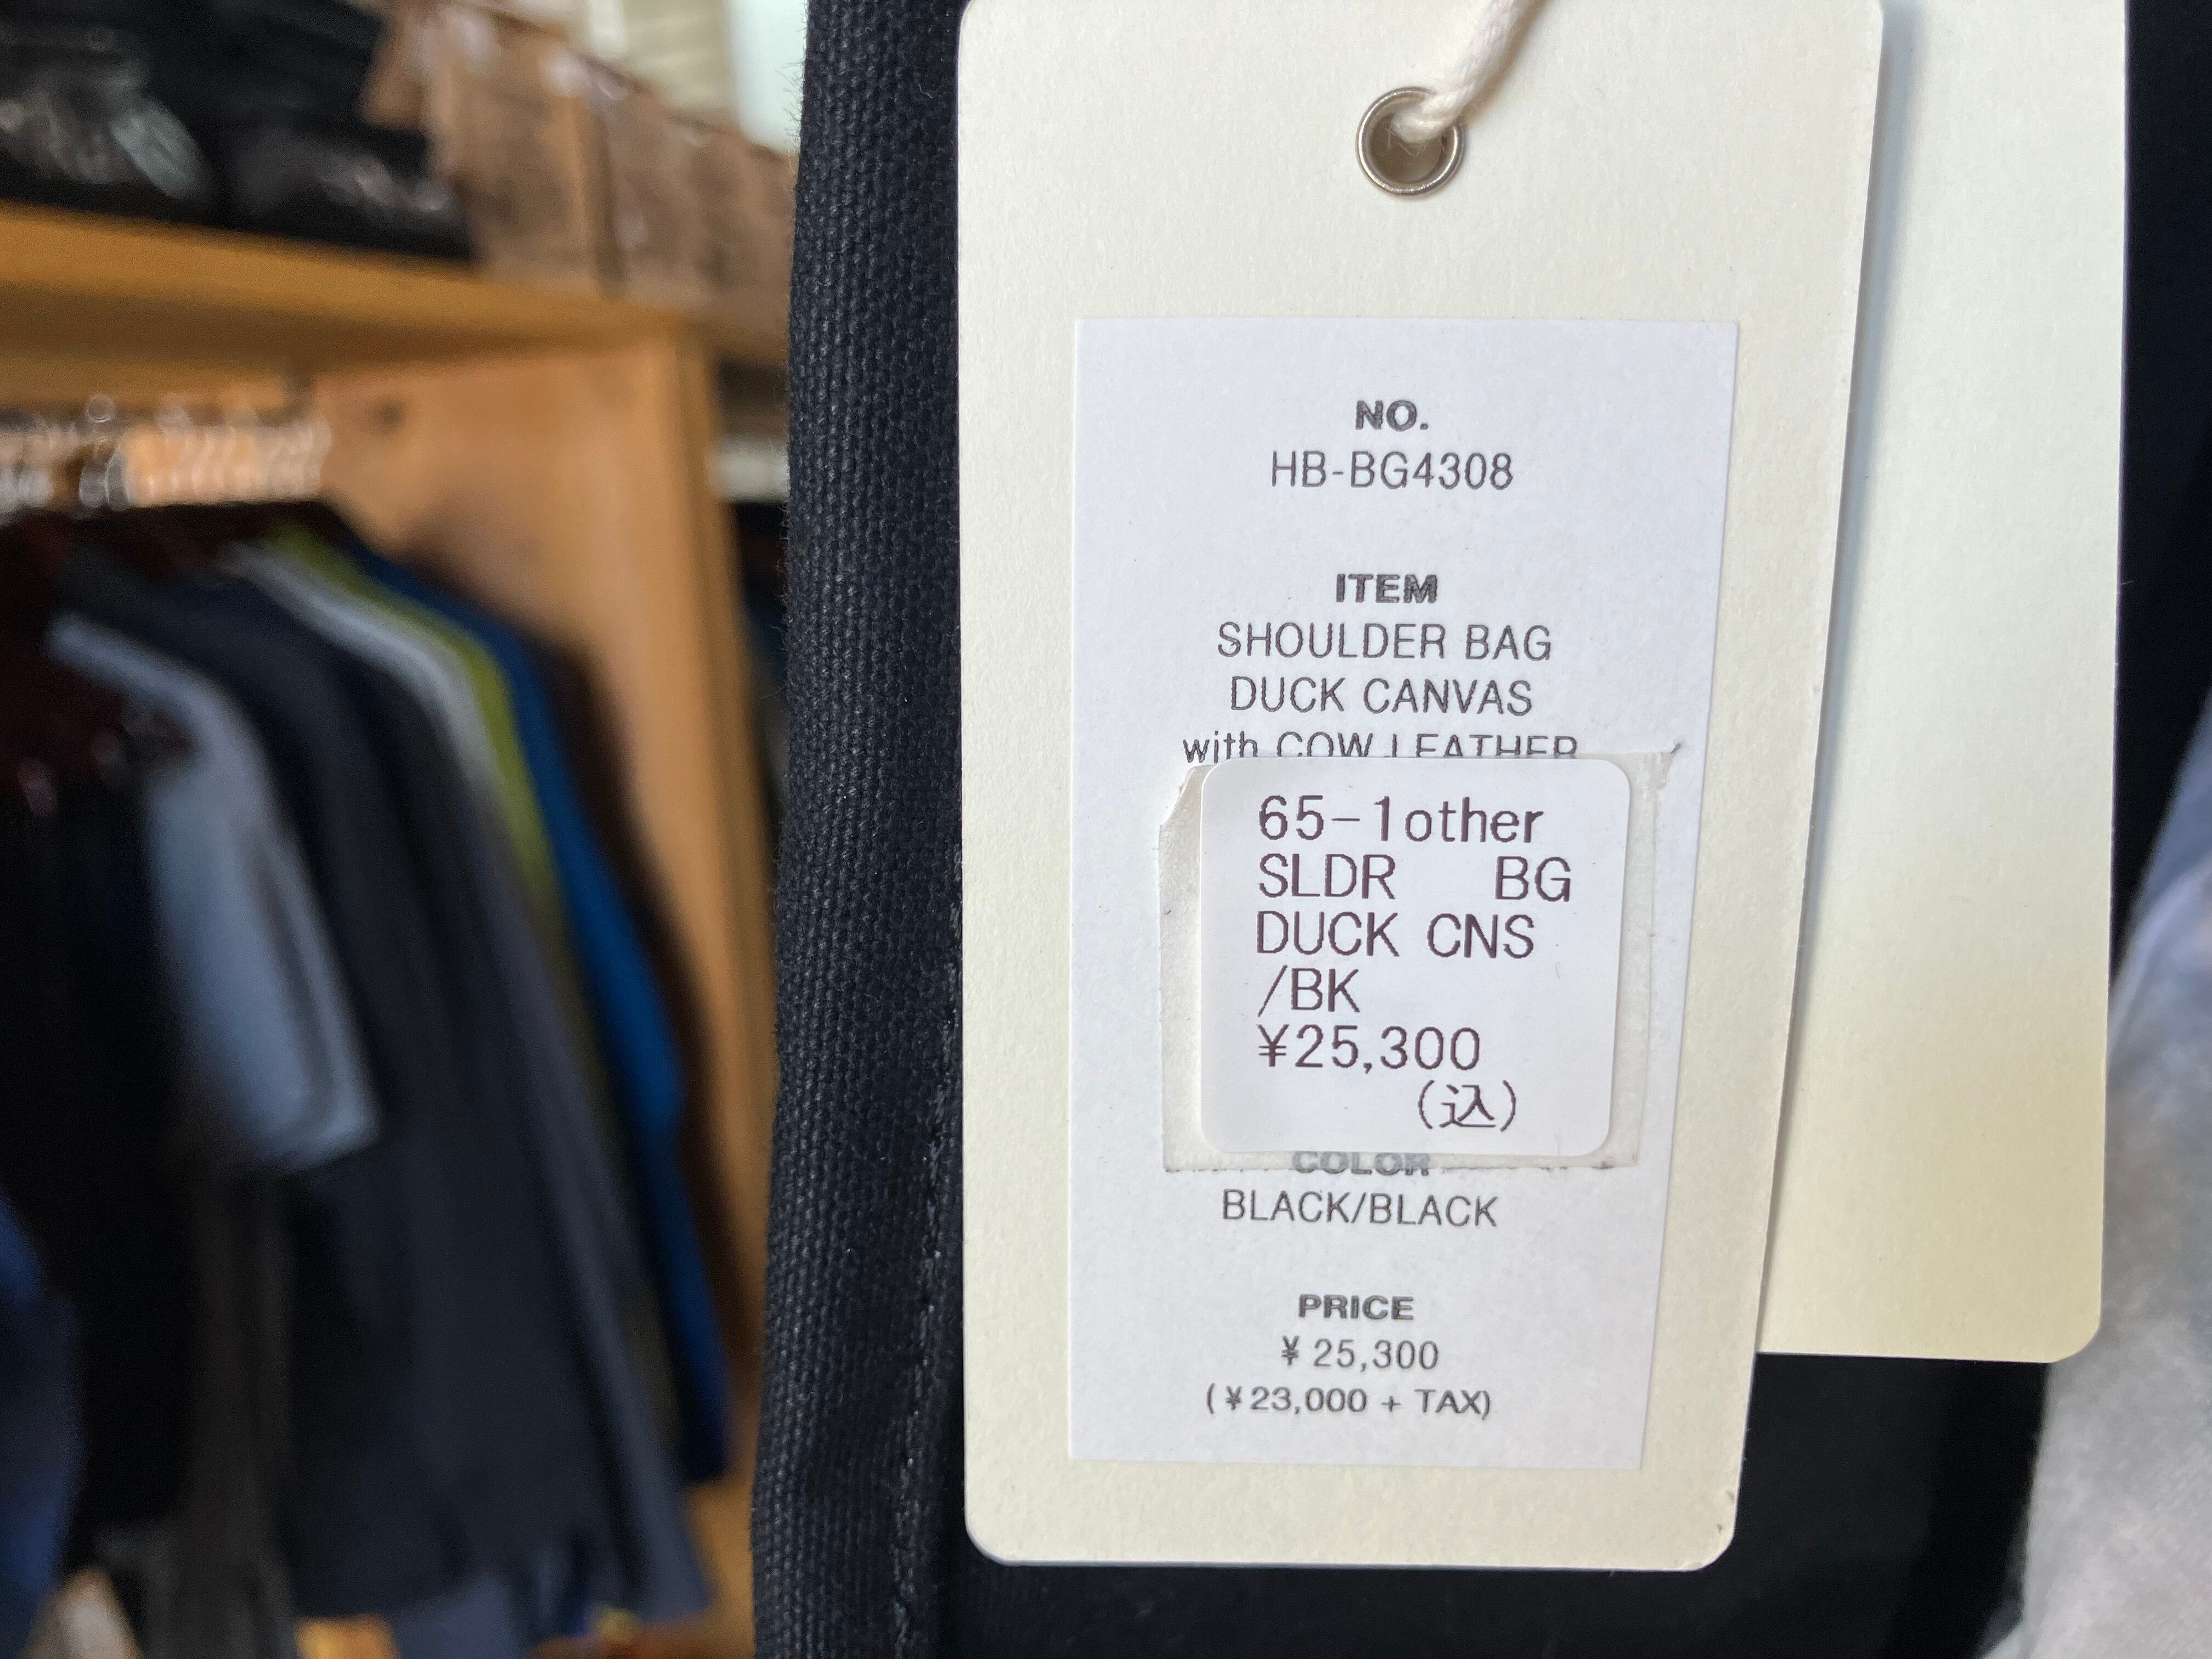 NO.
HB-BG4308
ITEM
SHOULDER BAG
DUCK CANVAS
with COW LEATHER
65-1other
SLDR BG
DUCK CNS
/BK
¥25,300
(込)
COLOR
BLACK/BLACK
PRICE
¥ 25,300
(¥23,000 + TAX)